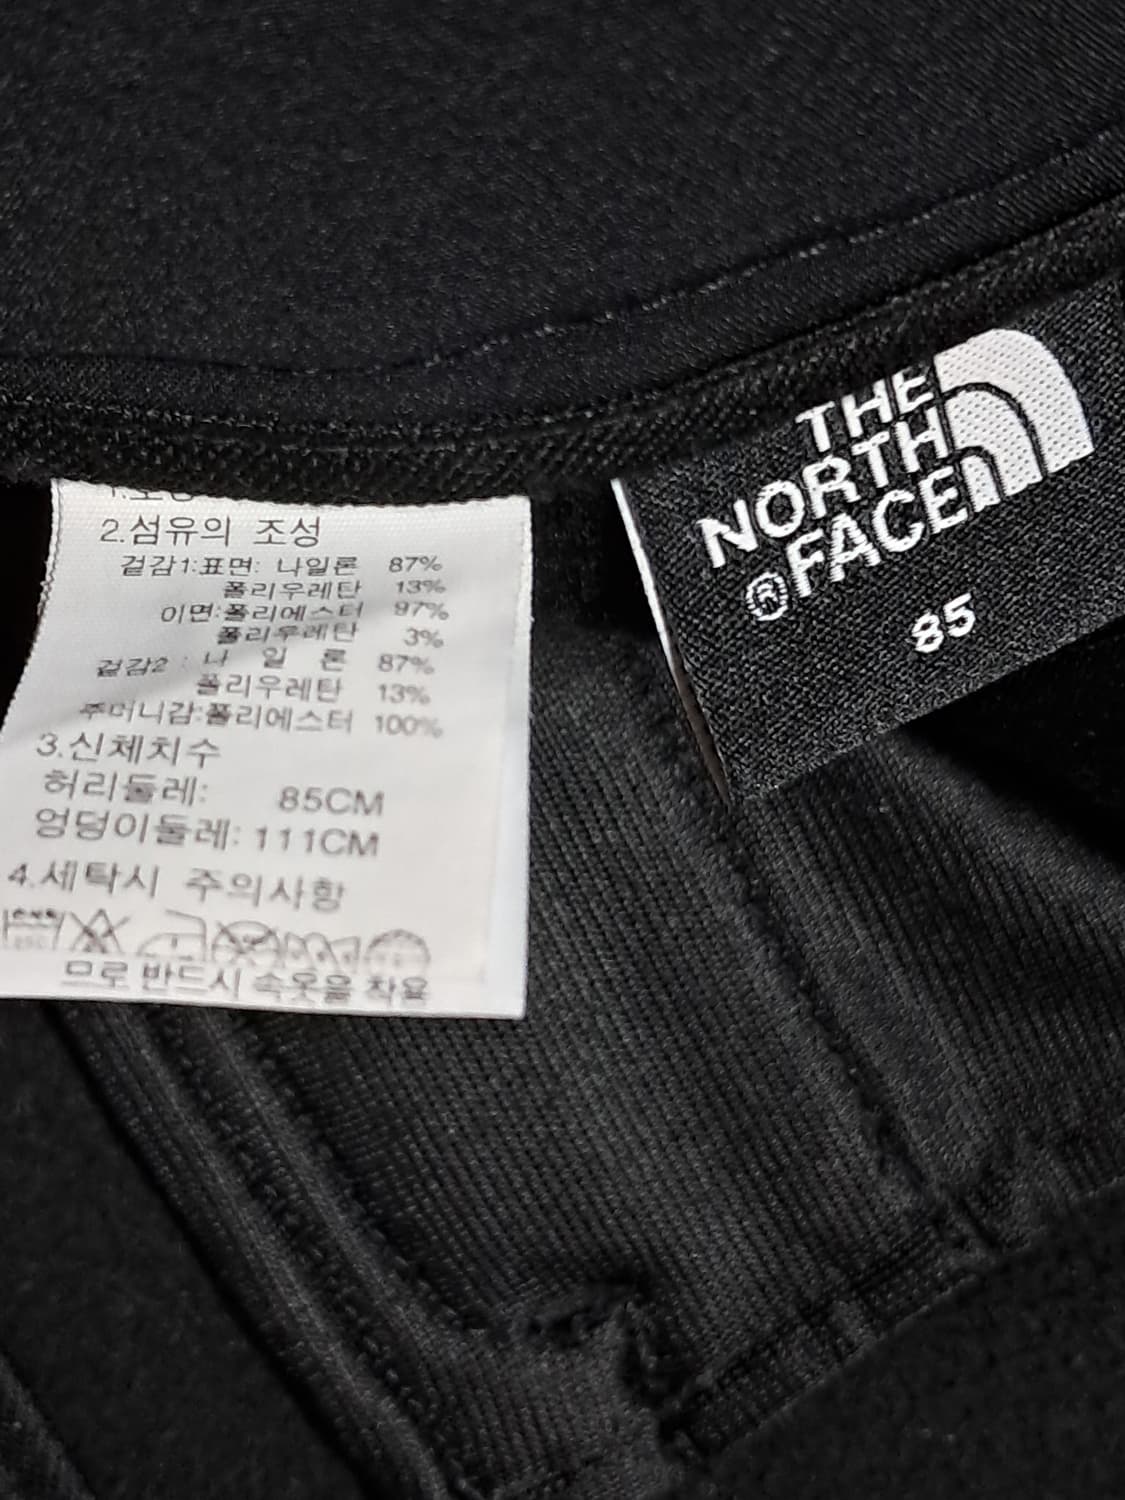 2.섬유의 조성
겉감1:표면: 나일론 87%
폴리우레탄 13%
이면:폴리에스터 97%
폴리우레탄 3%
겉감2 : 나 일 론 87%
폴리우레탄 13%
주머니감:폴리에스터 100%
3.신체치수
허리둘레: 85CM
엉덩이둘레: 111CM
4.세탁시 주의사항
므로 반드시 속옷을 착용
THE
NORTH
FACE
®
85